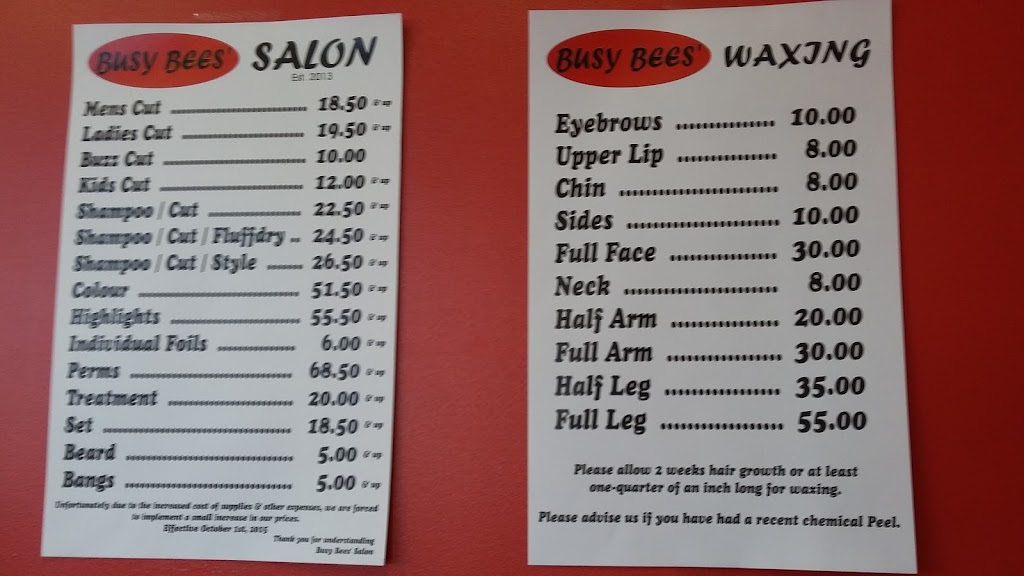 BUSY BEES' SALON
Est. 2013
Mens Cut ........................... 18.50 & up
Ladies Cut ........................ 19.50 & up
Buzz Cut ............................ 10.00
Kids Cut ............................ 12.00 & up
Shampoo / Cut .................. 22.50 & up
Shampoo / Cut / Fluffdry .. 24.50 & up
Shampoo / Cut / Style ....... 26.50 & up
Colour ................................ 51.50 & up
Highlights .......................... 55.50 & up
Individual Foils ................ 6.00 & up
Perms ................................. 68.50 & up
Treatment ......................... 20.00 & up
Set ...................................... 18.50 & up
Beard .................................. 5.00 & up
Bangs .................................. 5.00 & up
Unfortunately due to the increased cost of supplies & other expenses, we are forced
to implement a small increase in our prices.
Effective October 1st, 2015
Thank you for understanding
Busy Bees' Salon
BUSY BEES' WAXING
Eyebrows ................ 10.00
Upper Lip ................ 8.00
Chin ......................... 8.00
Sides ........................ 10.00
Full Face ................. 30.00
Neck ......................... 8.00
Half Arm ................. 20.00
Full Arm .................. 30.00
Half Leg ................... 35.00
Full Leg .................... 55.00
Please allow 2 weeks hair growth or at least
one-quarter of an inch long for waxing.
Please advise us if you have had a recent chemical Peel.